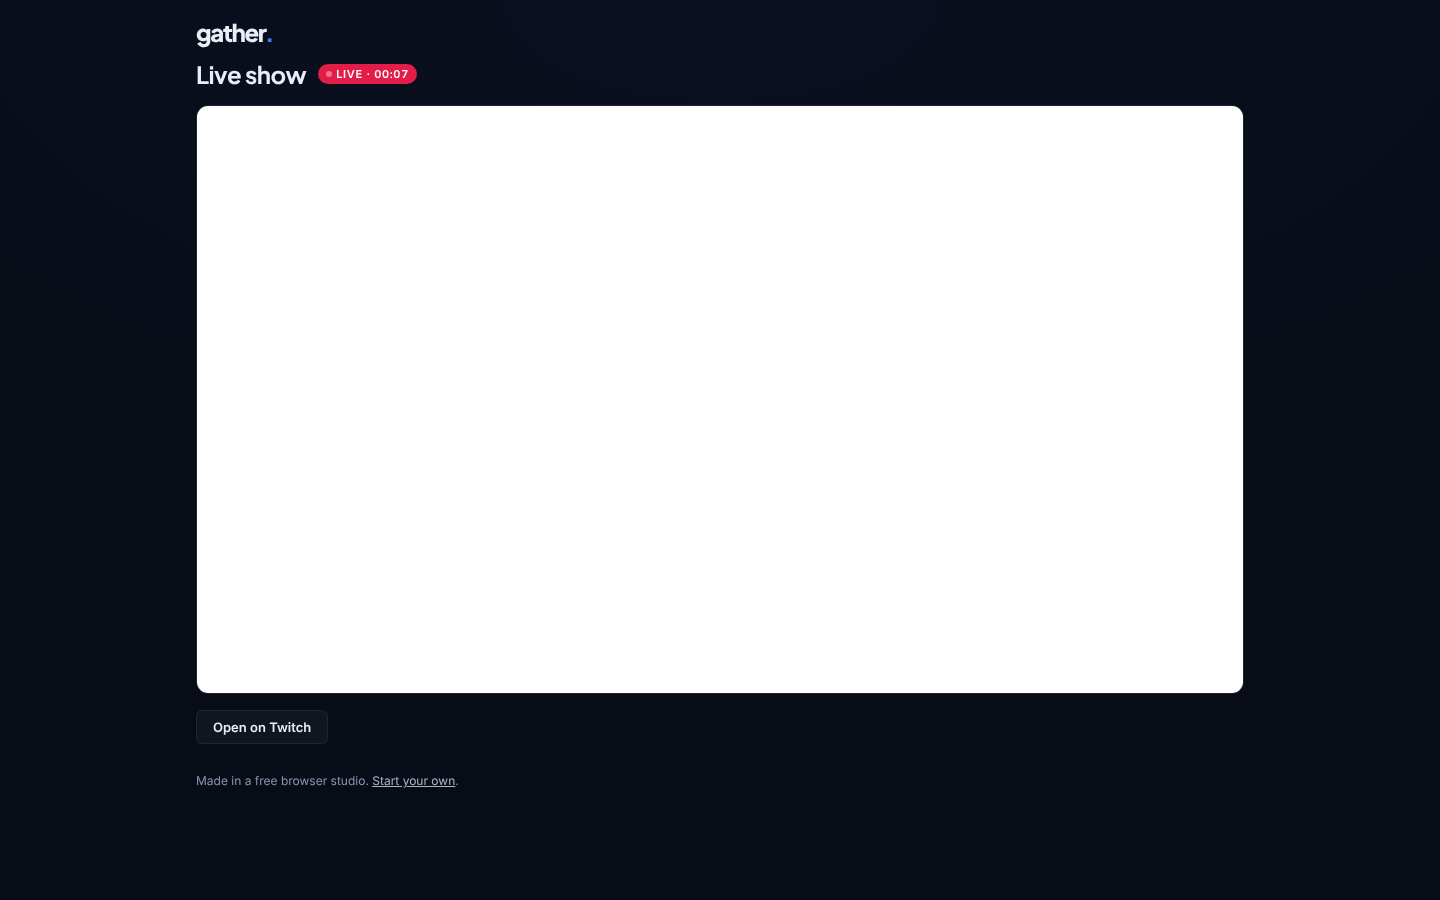 gather.
Live show
LIVE · 00:07
Open on Twitch
Made in a free browser studio. Start your own.